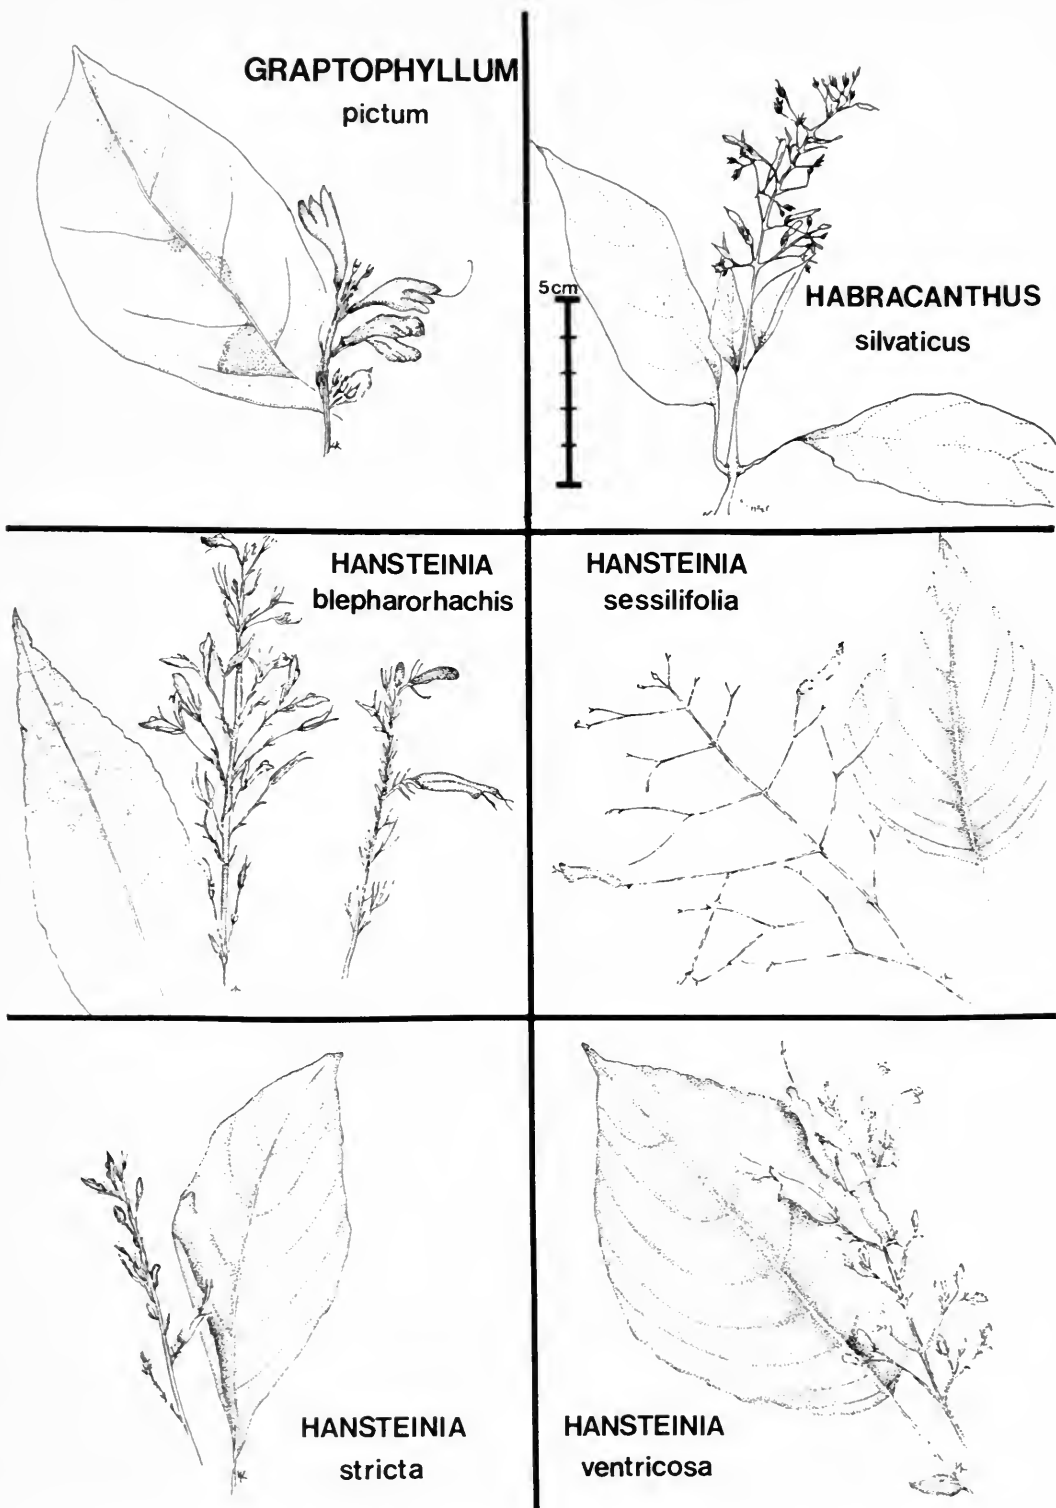 GRAPTOPHYLLUM
pictum
5cm
HABRACANTHUS
silvaticus
HANSTEINIA
blepharorhachis
HANSTEINIA
sessilifolia
HANSTEINIA
stricta
HANSTEINIA
ventricosa